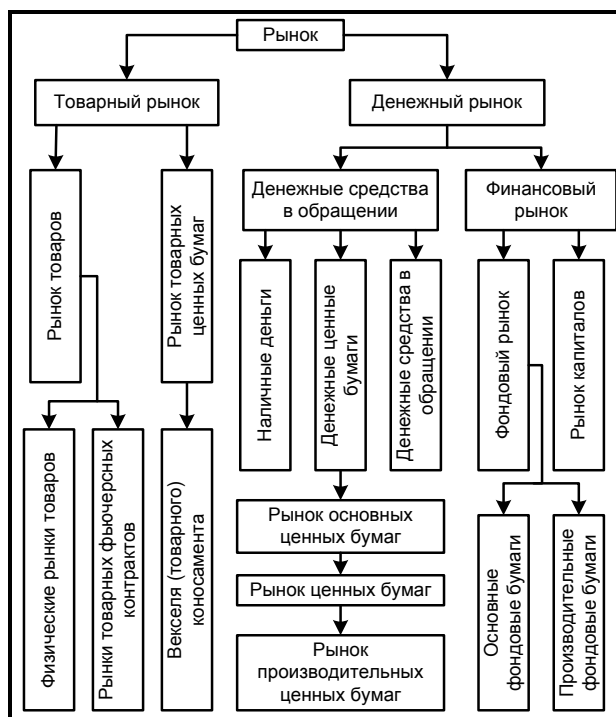 Рынок
Товарный рынок
Денежный рынок
Рынок товаров
Рынок товарных
ценных бумаг
Денежные средства
в обращении
Финансовый
рынок
Наличные деньги
Денежные ценные
бумаги
Денежные средства в
обращении
Фондовый рынок
Рынок капиталов
Физические рынки товаров
Рынки товарных фьючерсных
контрактов
Векселя (товарного)
коносамента
Рынок основных
ценных бумаг
Рынок ценных бумаг
Рынок
производительных
ценных бумаг
Основные
фондовые бумаги
Производительные
фондовые бумаги